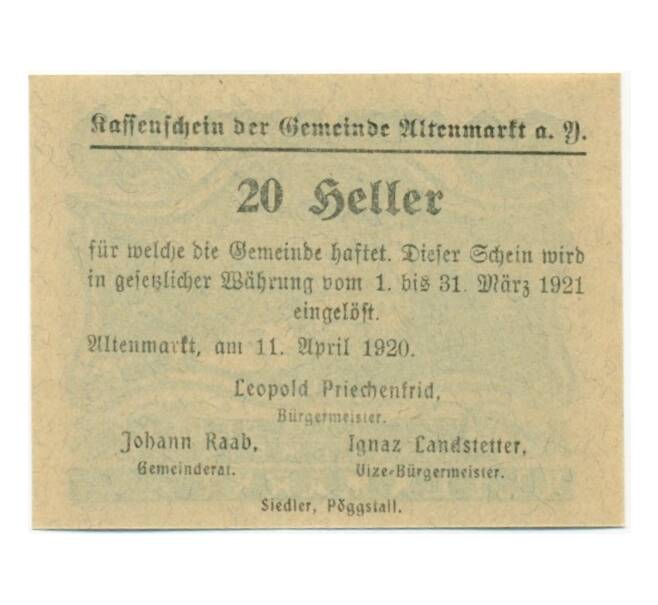 Kassenschein der Gemeinde Altenmarkt a. Y.
20 Heller
für welche die Gemeinde haftet. Dieser Schein wird
in gesetzlicher Währung vom 1. bis 31. März 1921
eingelöst.
Altenmarkt, am 11. April 1920.
Leopold Priechenfrid,
Bürgermeister.
Johann Raab, Ignaz Landstetter,
Gemeinderat. Vize-Bürgermeister.
Siedler, Pöggstall.